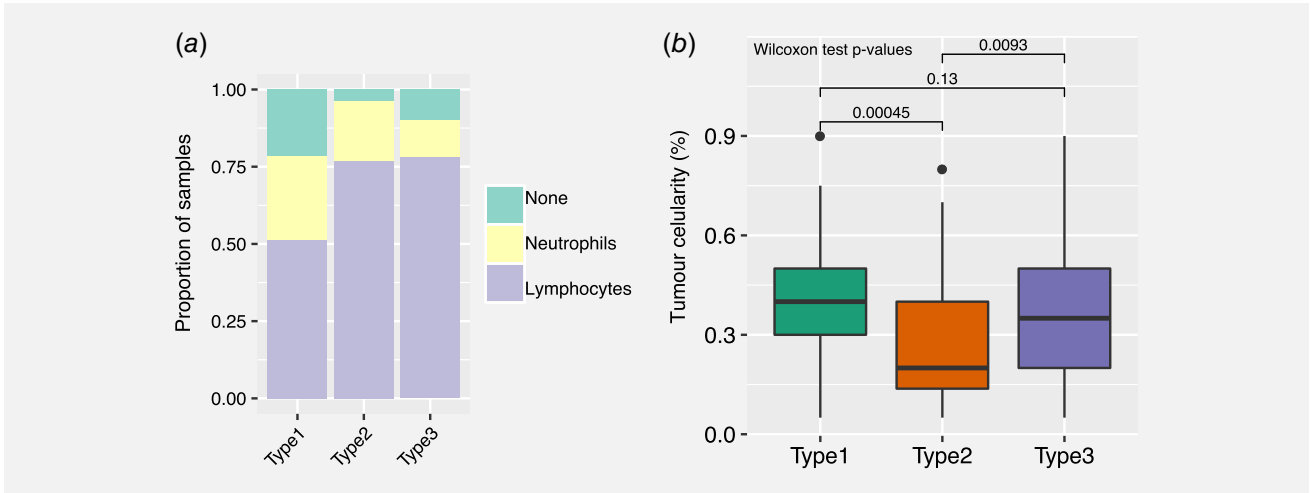 (a)
Proportion of samples
1.00
0.75
0.50
0.25
0.00
Type1
Type2
Type3
None
Neutrophils
Lymphocytes
(b)
Wilcoxon test p-values
0.0093
0.13
0.00045
Tumour celularity (%)
0.9
0.6
0.3
0.0
Type1
Type2
Type3